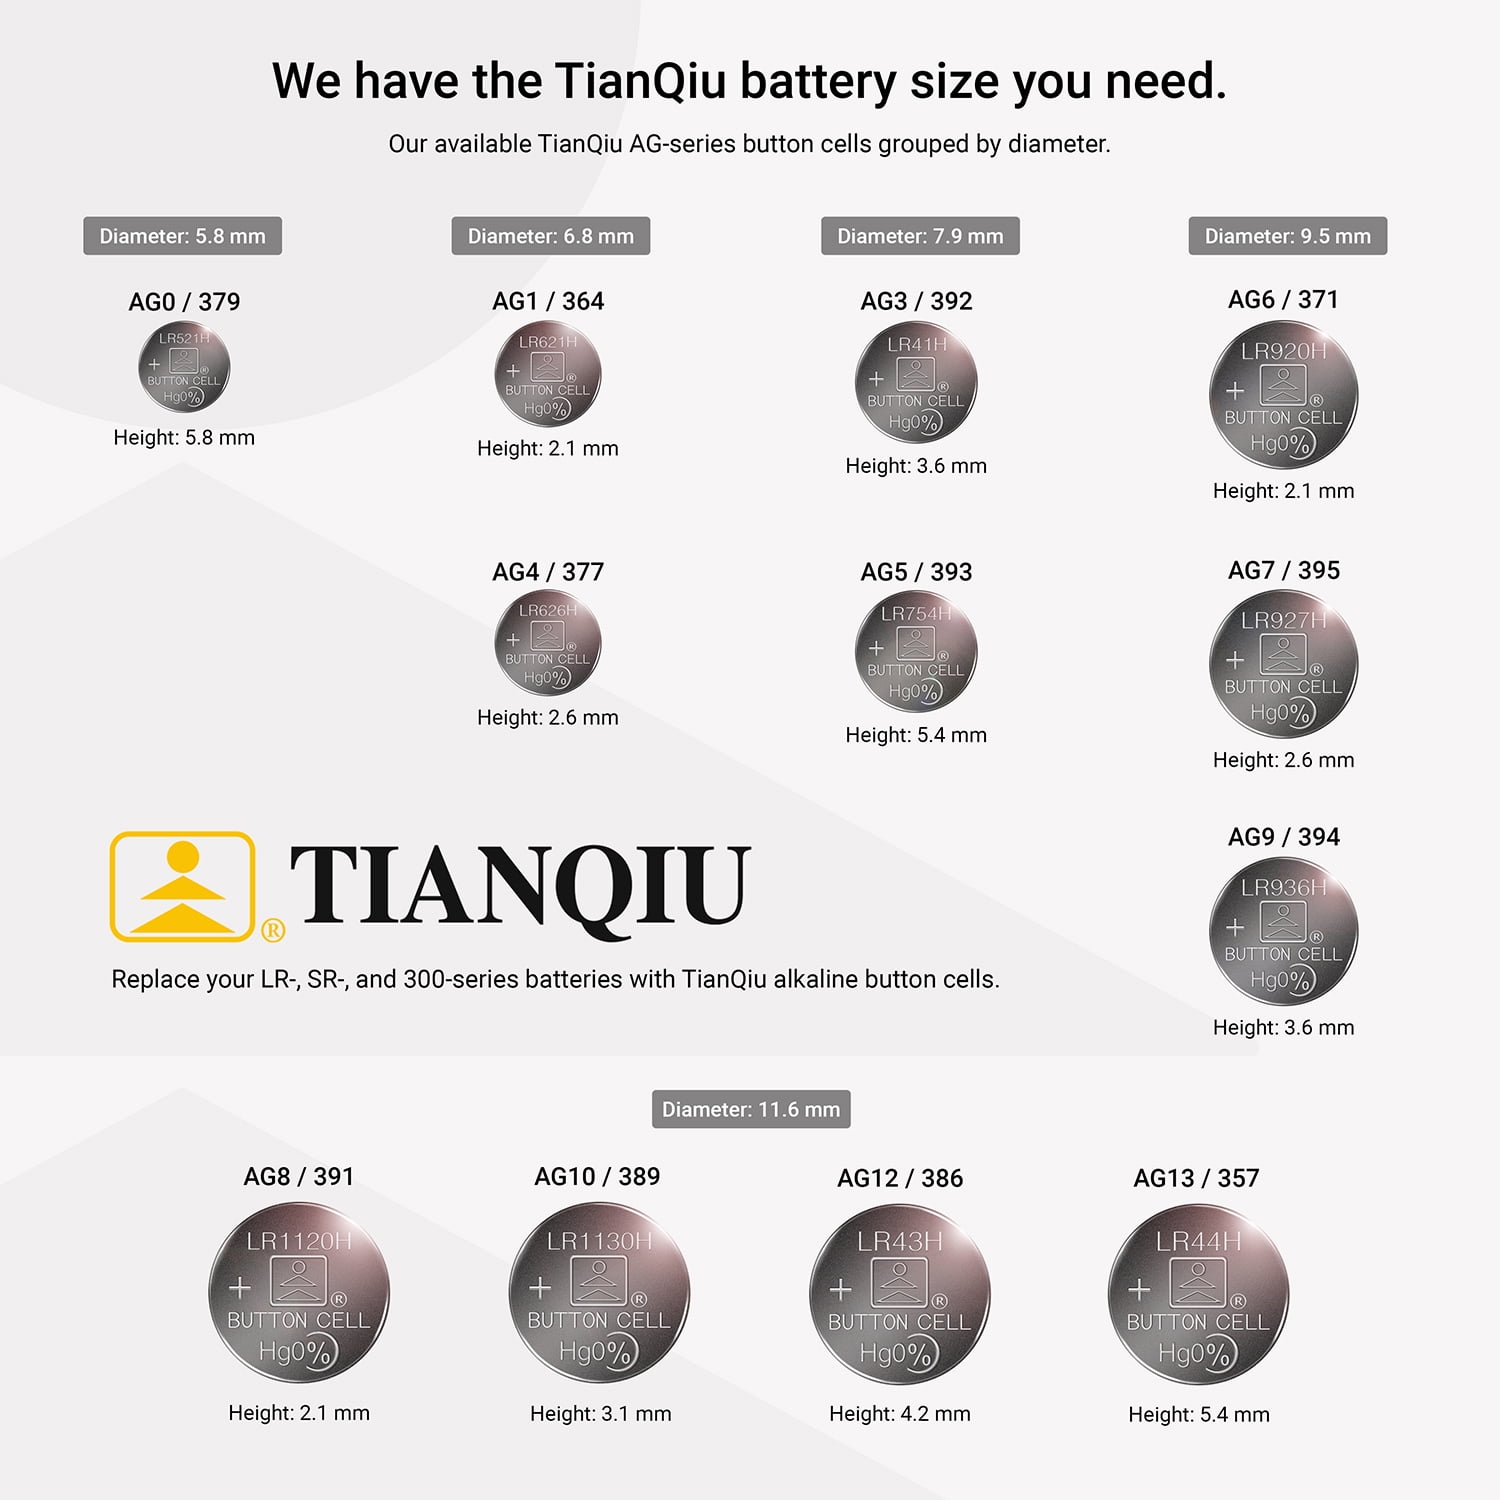 We have the TianQiu battery size you need.
Our available TianQiu AG-series button cells grouped by diameter.
Diameter: 5.8 mm
AG0 / 379
LR521H
+
®
BUTTON CELL
Hg0%
Height: 5.8 mm
Diameter: 6.8 mm
AG1 / 364
LR621H
+
®
BUTTON CELL
Hg0%
Height: 2.1 mm
AG4 / 377
LR626H
+
®
BUTTON CELL
Hg0%
Height: 2.6 mm
Diameter: 7.9 mm
AG3 / 392
LR41H
+
®
BUTTON CELL
Hg0%
Height: 3.6 mm
AG5 / 393
LR754H
+
®
BUTTON CELL
Hg0%
Height: 5.4 mm
Diameter: 9.5 mm
AG6 / 371
LR920H
+
®
BUTTON CELL
Hg0%
Height: 2.1 mm
AG7 / 395
LR927H
+
®
BUTTON CELL
Hg0%
Height: 2.6 mm
AG9 / 394
LR936H
+
®
BUTTON CELL
Hg0%
Height: 3.6 mm
® TIANQIU
Replace your LR-, SR-, and 300-series batteries with TianQiu alkaline button cells.
Diameter: 11.6 mm
AG8 / 391
LR1120H
+
®
BUTTON CELL
Hg0%
Height: 2.1 mm
AG10 / 389
LR1130H
+
®
BUTTON CELL
Hg0%
Height: 3.1 mm
AG12 / 386
LR43H
+
®
BUTTON CELL
Hg0%
Height: 4.2 mm
AG13 / 357
LR44H
+
®
BUTTON CELL
Hg0%
Height: 5.4 mm